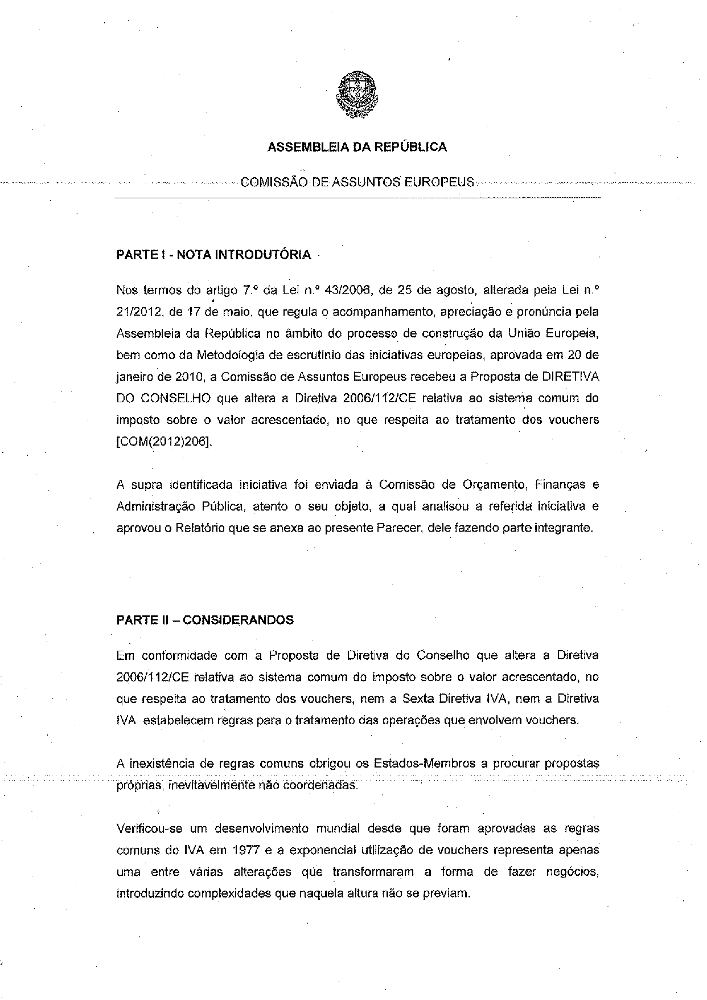 ASSEMBLEIA DA REPÚBLICA
COMISSÃO DE ASSUNTOS EUROPEUS
PARTE I - NOTA INTRODUTÓRIA
Nos termos do artigo 7.º da Lei n.º 43/2006, de 25 de agosto, alterada pela Lei n.º
21/2012, de 17 de maio, que regula o acompanhamento, apreciação e pronúncia pela
Assembleia da República no âmbito do processo de construção da União Europeia,
bem como da Metodologia de escrutínio das iniciativas europeias, aprovada em 20 de
janeiro de 2010, a Comissão de Assuntos Europeus recebeu a Proposta de DIRETIVA
DO CONSELHO que altera a Diretiva 2006/112/CE relativa ao sistema comum do
imposto sobre o valor acrescentado, no que respeita ao tratamento dos vouchers
[COM(2012)206].
A supra identificada iniciativa foi enviada à Comissão de Orçamento, Finanças e
Administração Pública, atento o seu objeto, a qual analisou a referida iniciativa e
aprovou o Relatório que se anexa ao presente Parecer, dele fazendo parte integrante.
PARTE II – CONSIDERANDOS
Em conformidade com a Proposta de Diretiva do Conselho que altera a Diretiva
2006/112/CE relativa ao sistema comum do imposto sobre o valor acrescentado, no
que respeita ao tratamento dos vouchers, nem a Sexta Diretiva IVA, nem a Diretiva
IVA estabelecem regras para o tratamento das operações que envolvem vouchers.
A inexistência de regras comuns obrigou os Estados-Membros a procurar propostas
próprias, inevitavelmente não coordenadas.
Verificou-se um desenvolvimento mundial desde que foram aprovadas as regras
comuns do IVA em 1977 e a exponencial utilização de vouchers representa apenas
uma entre várias alterações que transformaram a forma de fazer negócios,
introduzindo complexidades que naquela altura não se previam.